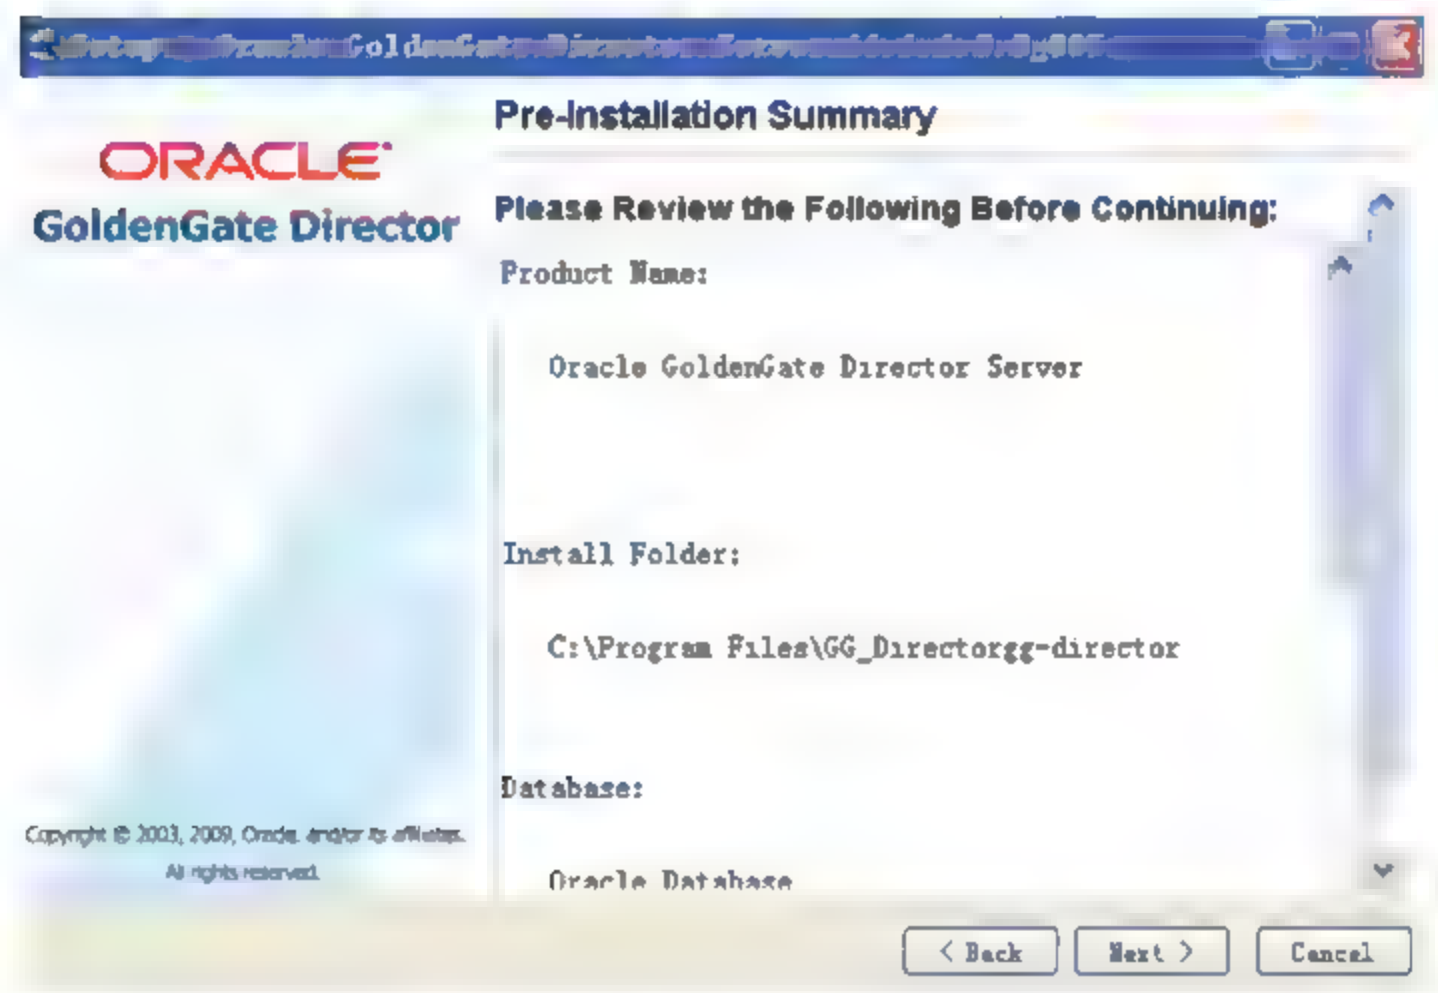 GoldenGate
Pre-Installation Summary
ORACLE
GoldenGate Director
Please Review the Following Before Continuing:
Product Name:
Oracle GoldenGate Director Server
Install Folder:
C:\Program Files\GG_Directorgg-director
Database:
Oracle Database
Copyright © 2003, 2009, Oracle and/or its affiliates.
All rights reserved.
< Back
Next >
Cancel